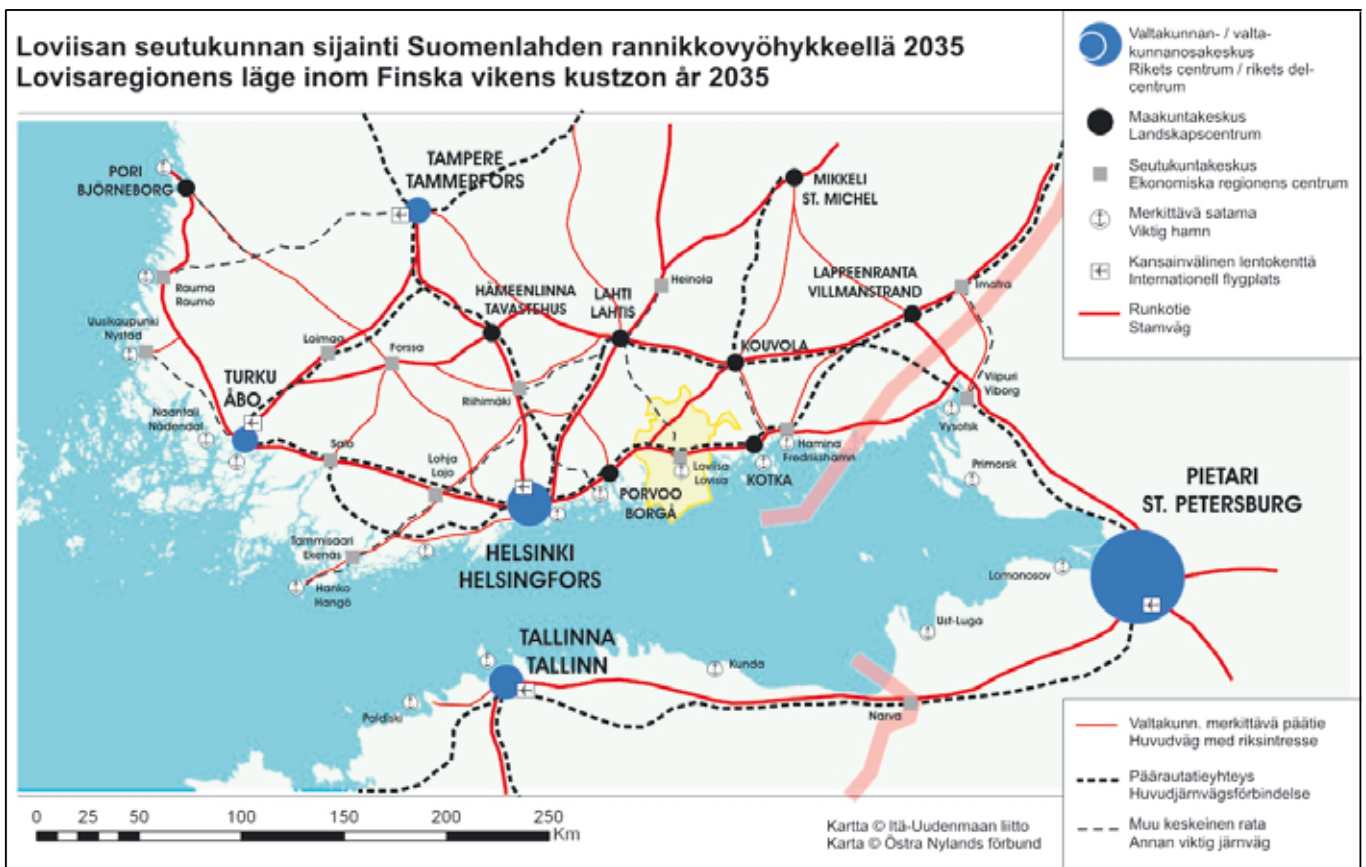 Loviisan seutukunnan sijainti Suomenlahden rannikkovyöhykkeellä 2035
Lovisaregionens läge inom Finska vikens kustzon år 2035
Valtakunnan- / valta-
kunnanosakeskus
Rikets centrum / rikets del-
centrum
Maakuntakeskus
Landskapscentrum
Seutukuntakeskus
Ekonomiska regionens centrum
Merkittävä satama
Viktig hamn
Kansainvälinen lentokenttä
Internationell flygplats
Runkotie
Stamväg
PORI
BJÖRNEBORG
TAMPERE
TAMMERFORS
MIKKELI
ST. MICHEL
Rauma
Raumo
HÄMEENLINNA
TAVASTEHUS
LAHTI
LAHTIS
Heinola
LAPPEENRANTA
VILLMANSTRAND
Imatra
Uusikaupunki
Nystad
Loimaa
Forssa
KOUVOLA
TURKU
ÅBO
Riihimäki
Viipuri
Viborg
Naantali
Nådendal
Salo
Lohja
Lojo
PORVOO
BORGÅ
Loviisa
Lovisa
KOTKA
Hamina
Fredrikshamn
Vysotsk
Primorsk
PIETARI
ST. PETERSBURG
Tammisaari
Ekenäs
Hanko
Hangö
HELSINKI
HELSINGFORS
Lomonosov
Ust-Luga
TALLINNA
TALLINN
Kunda
Paldiski
Narva
Valtakunn. merkittävä päätie
Huvudväg med riksintresse
Päärautatieyhteys
Huvudjärnvägsförbindelse
Muu keskeinen rata
Annan viktig järnväg
0 25 50 100 150 200 250
Km
Kartta © Itä-Uudenmaan liitto
Karta © Östra Nylands förbund